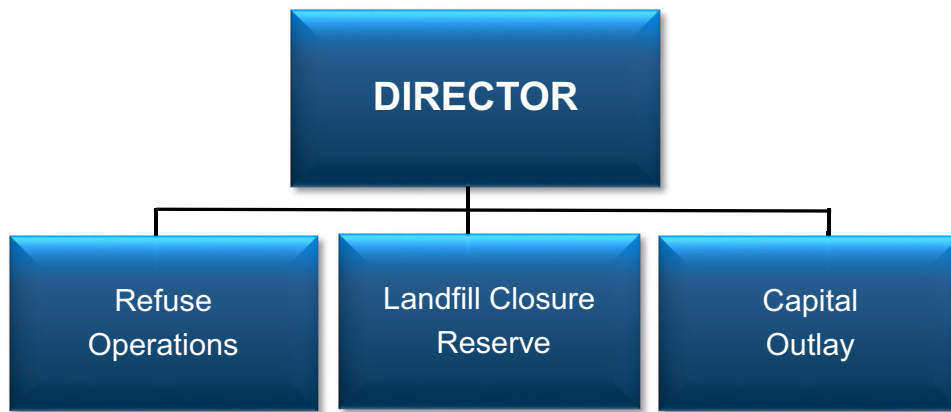 DIRECTOR
Refuse
Operations
Landfill Closure
Reserve
Capital
Outlay